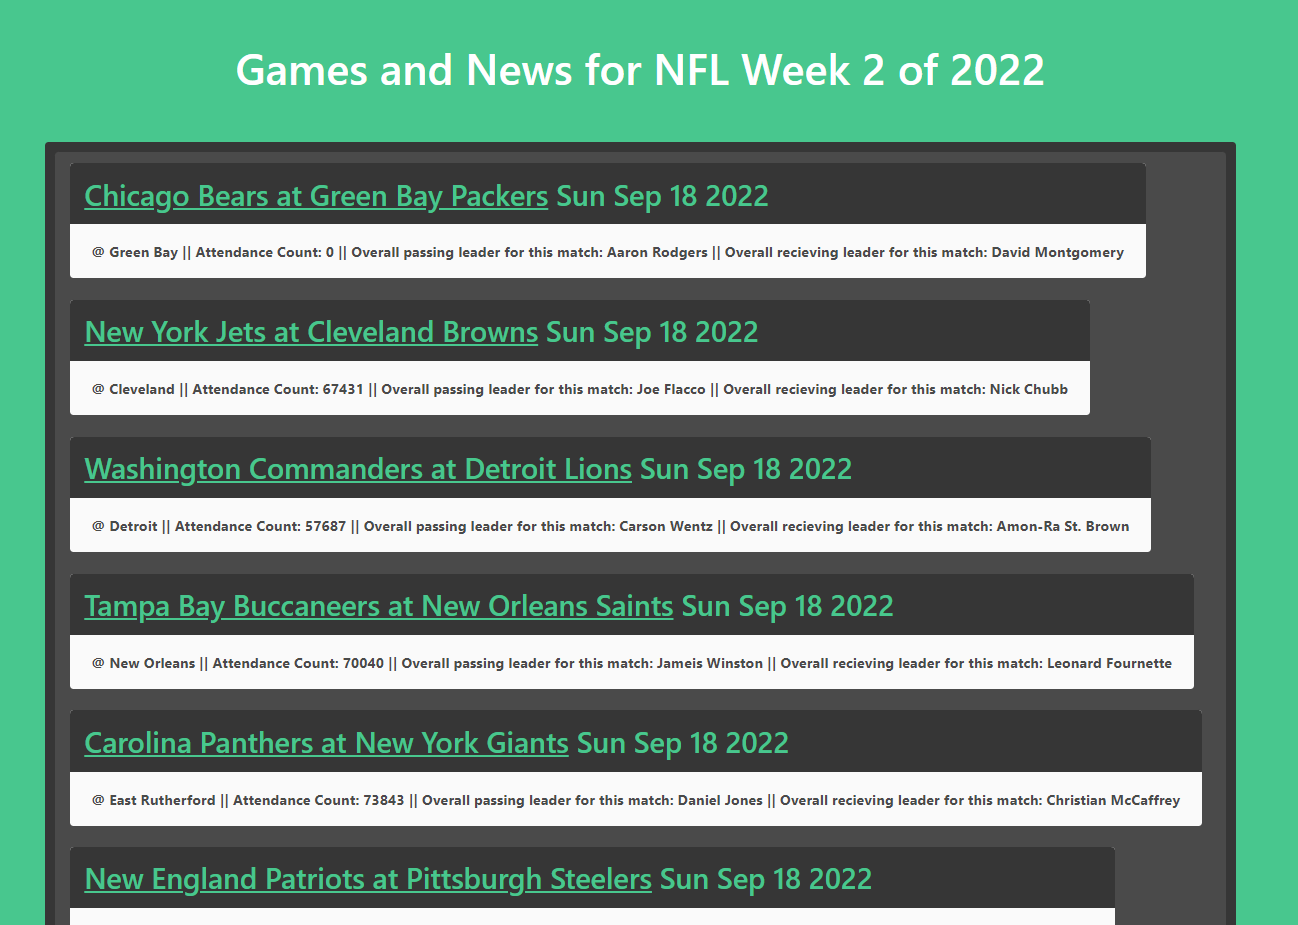 Games and News for NFL Week 2 of 2022
Chicago Bears at Green Bay Packers Sun Sep 18 2022
@ Green Bay || Attendance Count: 0 || Overall passing leader for this match: Aaron Rodgers || Overall recieving leader for this match: David Montgomery
New York Jets at Cleveland Browns Sun Sep 18 2022
@ Cleveland || Attendance Count: 67431 || Overall passing leader for this match: Joe Flacco || Overall recieving leader for this match: Nick Chubb
Washington Commanders at Detroit Lions Sun Sep 18 2022
@ Detroit || Attendance Count: 57687 || Overall passing leader for this match: Carson Wentz || Overall recieving leader for this match: Amon-Ra St. Brown
Tampa Bay Buccaneers at New Orleans Saints Sun Sep 18 2022
@ New Orleans || Attendance Count: 70040 || Overall passing leader for this match: Jameis Winston || Overall recieving leader for this match: Leonard Fournette
Carolina Panthers at New York Giants Sun Sep 18 2022
@ East Rutherford || Attendance Count: 73843 || Overall passing leader for this match: Daniel Jones || Overall recieving leader for this match: Christian McCaffrey
New England Patriots at Pittsburgh Steelers Sun Sep 18 2022